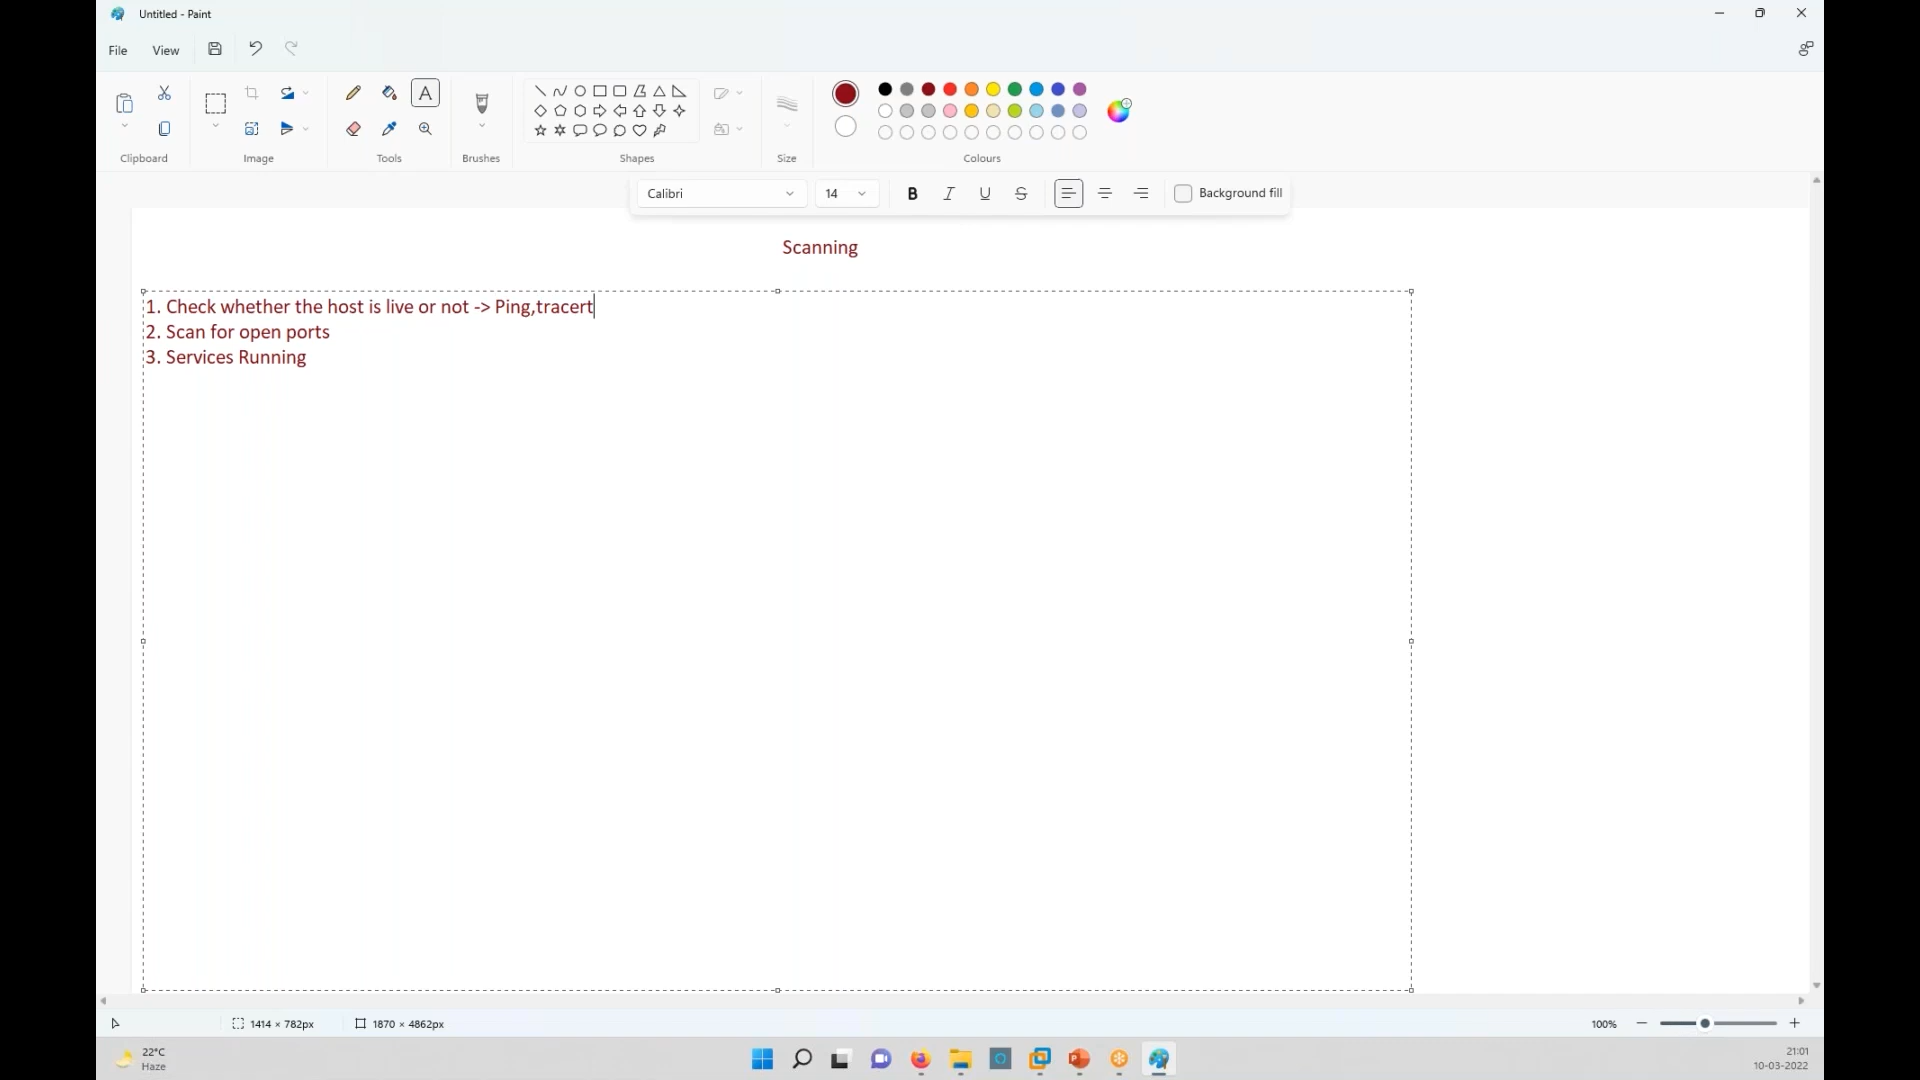 Untitled - Paint
File View
Clipboard
Image
Tools
Brushes
Shapes
Size
Colours
A
Calibri 14 B I U S Background fill
Scanning
1. Check whether the host is live or not -> Ping,tracert
2. Scan for open ports
3. Services Running
1414 × 782px 1870 × 4862px 100%
22°C
Haze
21:01
10-03-2022